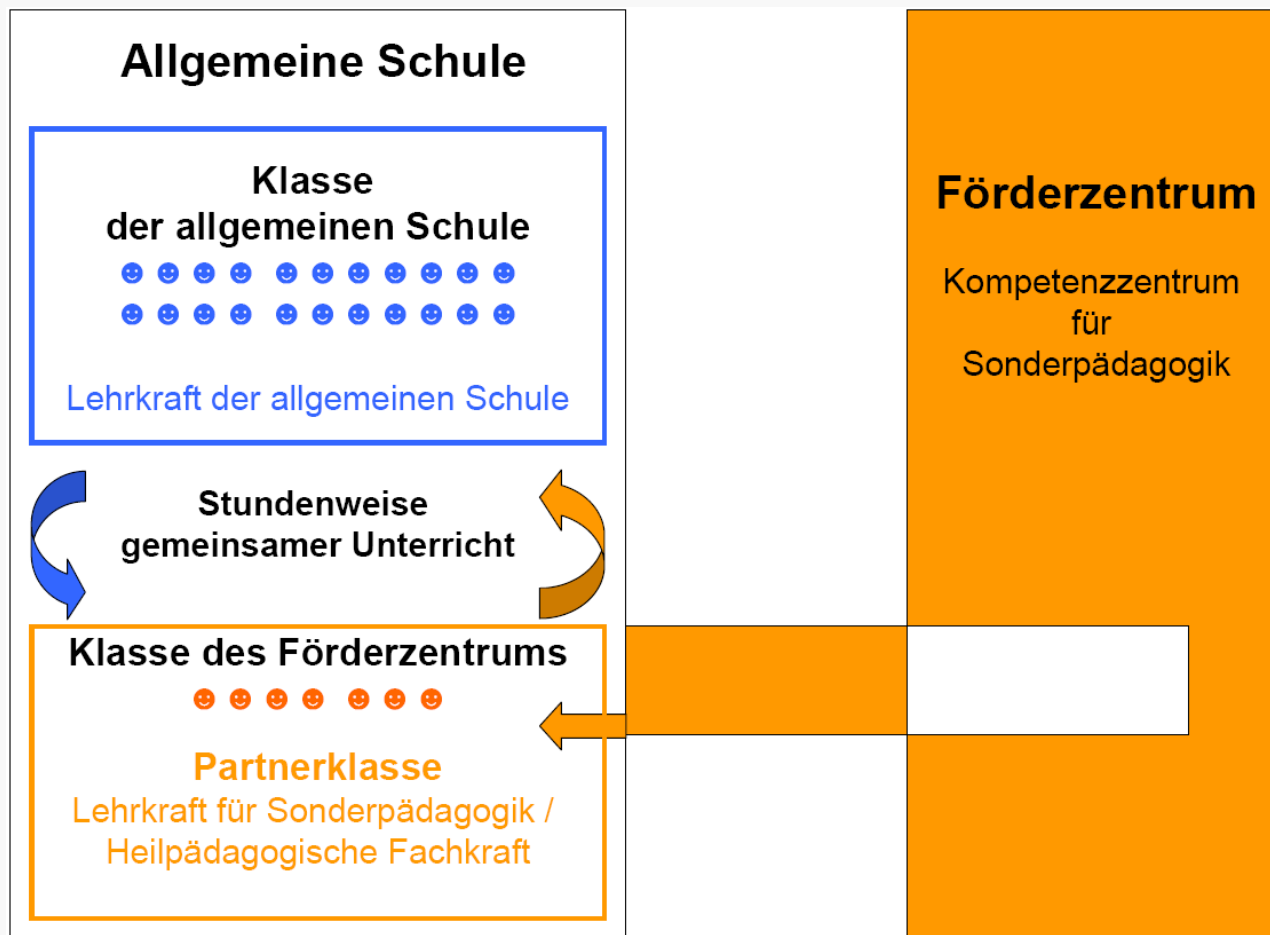 Allgemeine Schule
Klasse
der allgemeinen Schule
Lehrkraft der allgemeinen Schule
Stundenweise
gemeinsamer Unterricht
Klasse des Förderzentrums
Partnerklasse
Lehrkraft für Sonderpädagogik /
Heilpädagogische Fachkraft
Förderzentrum
Kompetenzzentrum
für
Sonderpädagogik